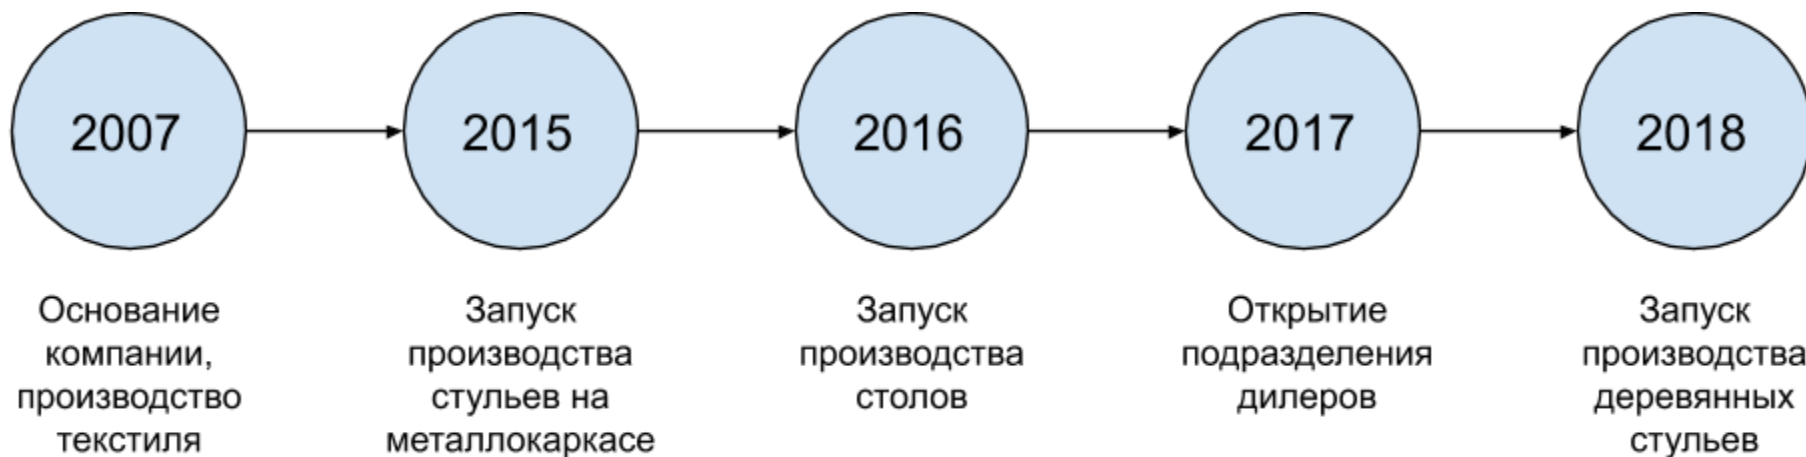 2007
2015
2016
2017
2018
Основание
компании,
производство
текстиля
Запуск
производства
стульев на
металлокаркасе
Запуск
производства
столов
Открытие
подразделения
дилеров
Запуск
производства
деревянных
стульев